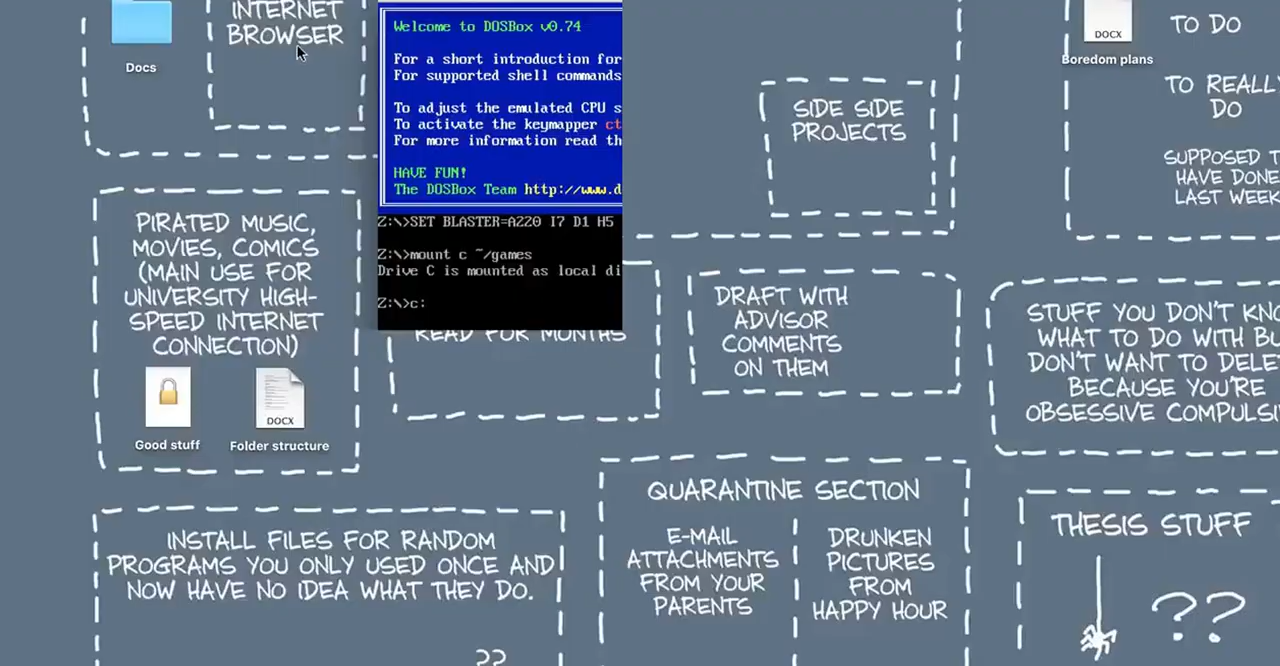 INTERNET
BROWSER
Docs
Welcome to DOSBox v0.74
For a short introduction for
For supported shell commands
To adjust the emulated CPU s
To activate the keymapper ct
For more information read th
HAVE FUN!
The DOSBox Team http://www.d
Z:\>SET BLASTER=A220 I7 D1 H5
Z:\>mount c ~/games
Drive C is mounted as local di
Z:\>c:
SIDE SIDE
PROJECTS
DOCX
Boredom plans
TO DO
TO REALLY
DO
SUPPOSED T
HAVE DONE
LAST WEEK
PIRATED MUSIC,
MOVIES, COMICS
(MAIN USE FOR
UNIVERSITY HIGH-
SPEED INTERNET
CONNECTION)
Good stuff
DOCX
Folder structure
READ FOR MONTHS
DRAFT WITH
ADVISOR
COMMENTS
ON THEM
STUFF YOU DON'T KNO
WHAT TO DO WITH BU
DON'T WANT TO DELE
BECAUSE YOU'RE
OBSESSIVE COMPULSI
INSTALL FILES FOR RANDOM
PROGRAMS YOU ONLY USED ONCE AND
NOW HAVE NO IDEA WHAT THEY DO.
??
QUARANTINE SECTION
E-MAIL
ATTACHMENTS
FROM YOUR
PARENTS
DRUNKEN
PICTURES
FROM
HAPPY HOUR
THESIS STUFF
??